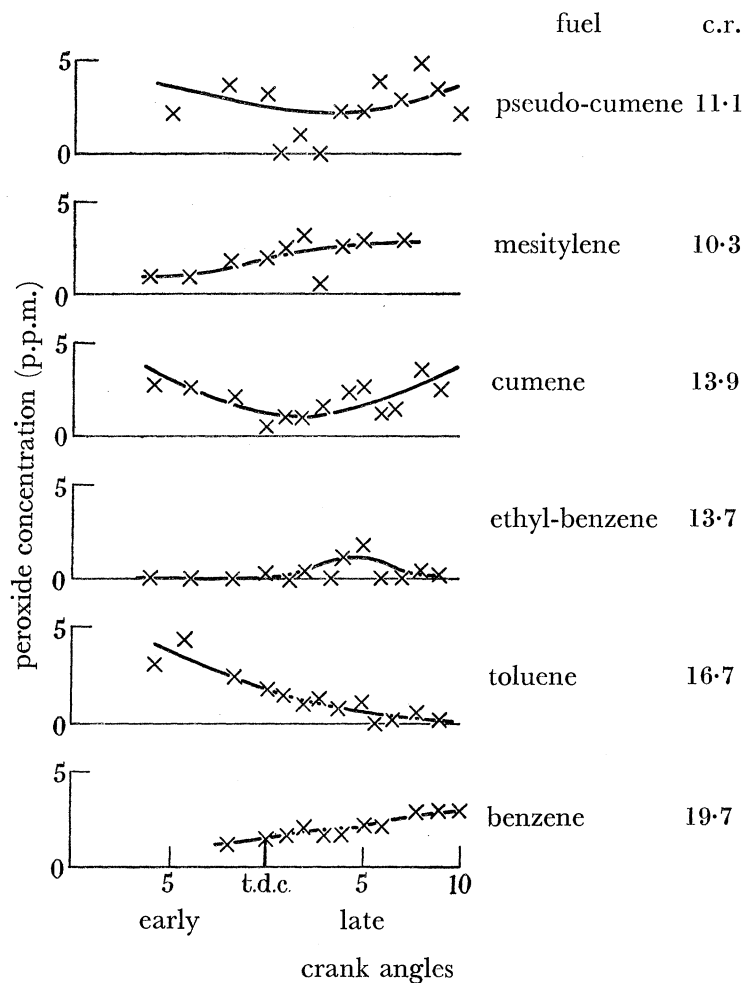 fuel c.r.
5
0
pseudo-cumene 11·1
5
0
mesitylene 10·3
5
0
cumene 13·9
5
0
ethyl-benzene 13·7
5
0
toluene 16·7
5
0
benzene 19·7
peroxide concentration (p.p.m.)
5 t.d.c. 5 10
early late
crank angles